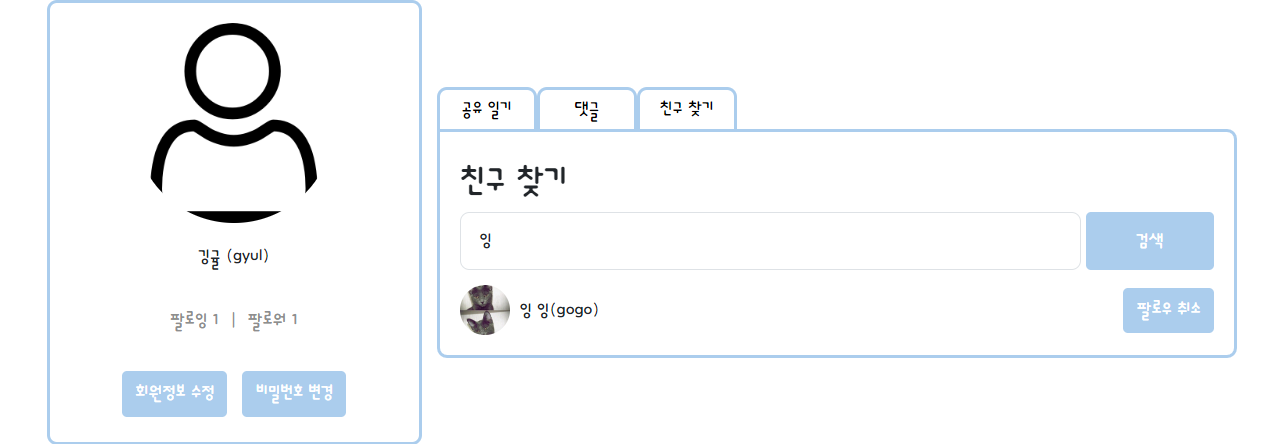 김귤 (gyul)
팔로잉 1 | 팔로워 1
회원정보 수정 비밀번호 변경
공유 일기 댓글 친구 찾기
친구 찾기
잉 검색
잉 잉(gogo) 팔로우 취소